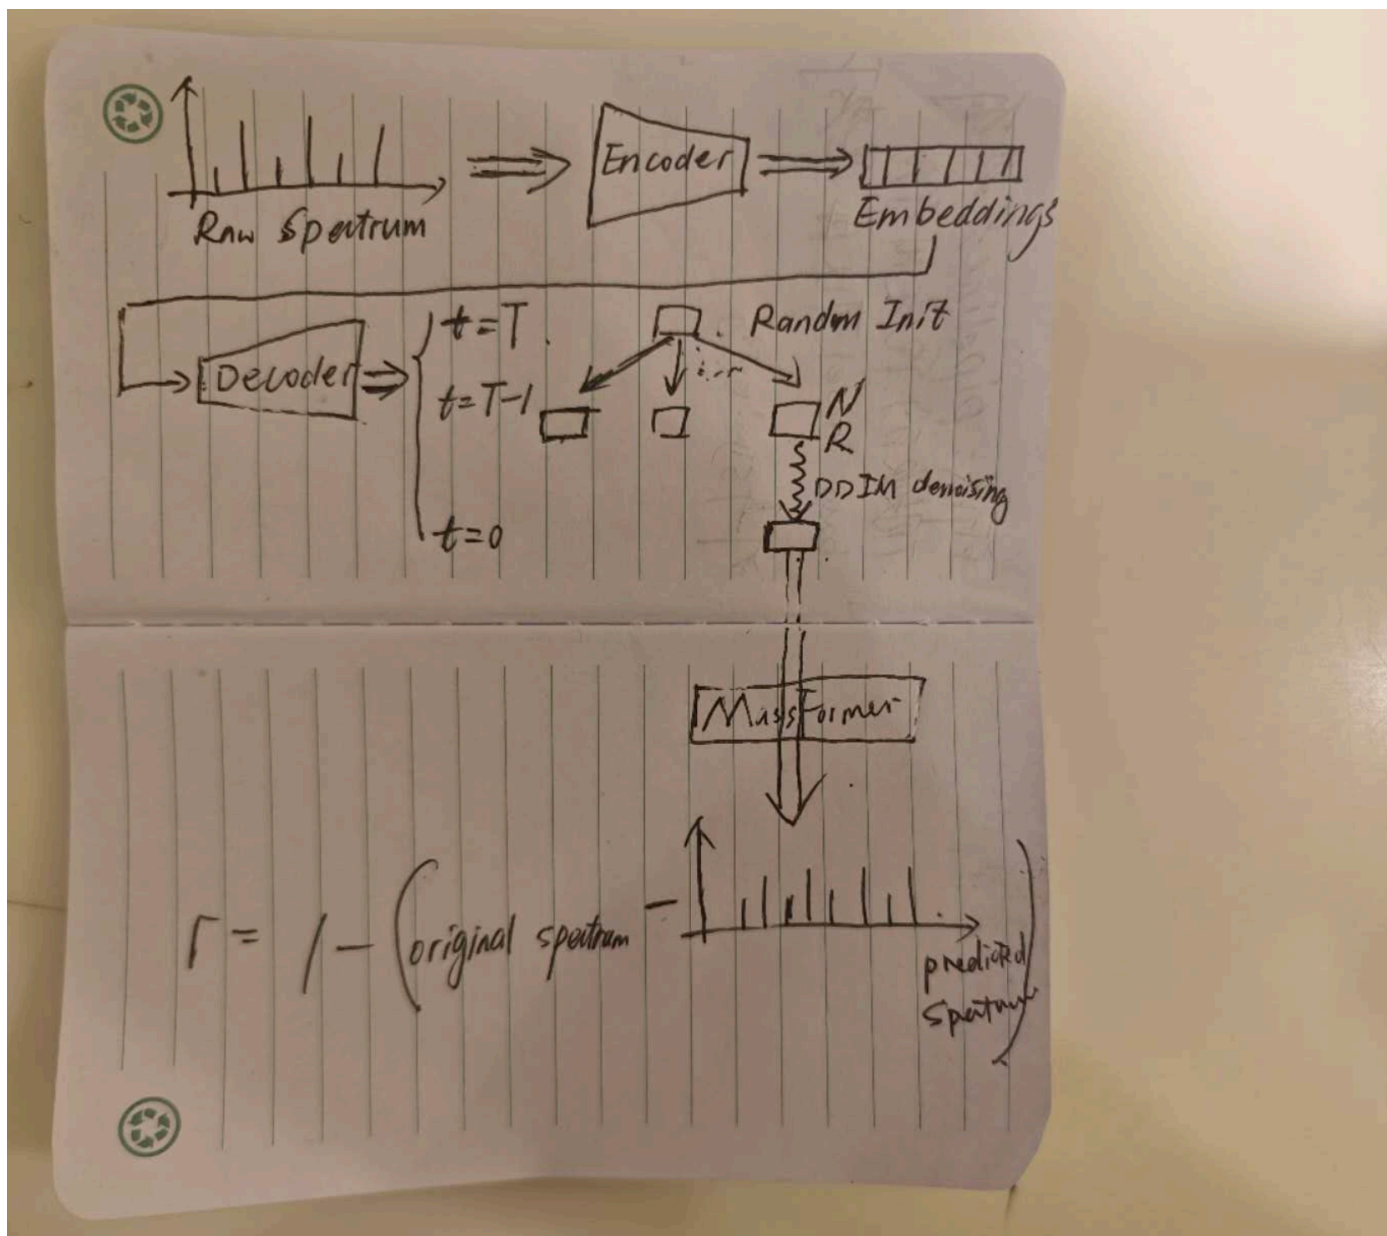 Raw Spectrum
Encoder
Embeddings
Decoder
t=T
Random Init
t=T-1
N
R
DDIM denoising
t=0
MassFormer
r = 1 - (original spectrum - predicted spectrum)